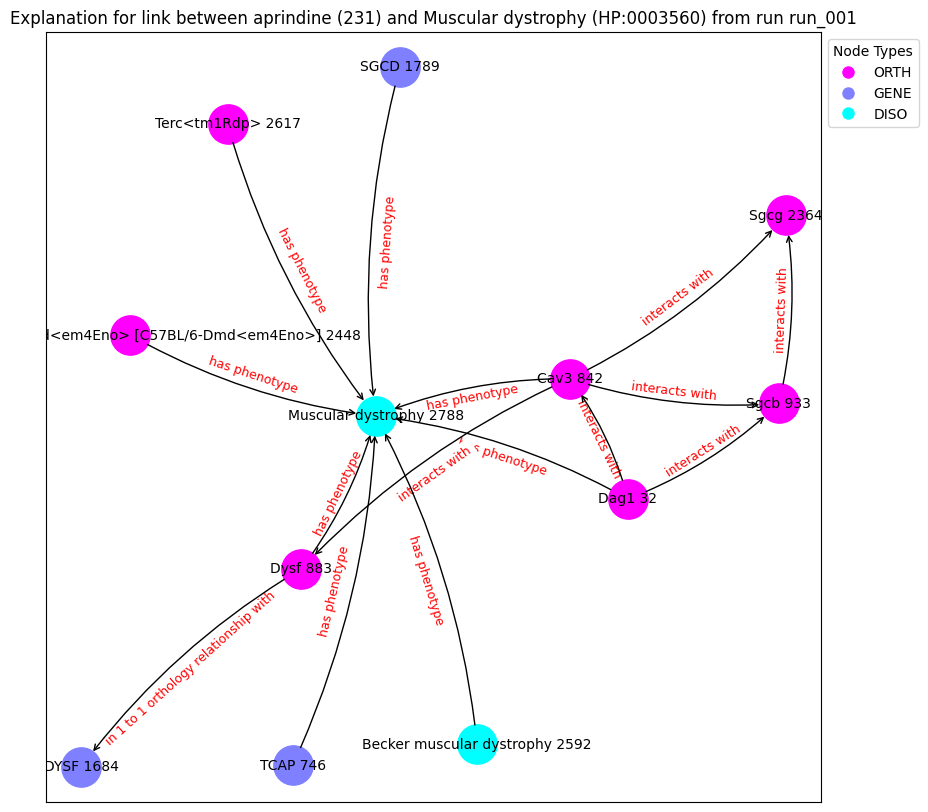 Explanation for link between aprindine (231) and Muscular dystrophy (HP:0003560) from run run_001
Node Types
ORTH
GENE
DISO
SGCD 1789
Terc<tm1Rdp> 2617
has phenotype
has phenotype
Sgcg 2364
interacts with
interacts with
d<em4Eno> [C57BL/6-Dmd<em4Eno>] 2448
has phenotype
Cav3 842
interacts with
Sgcb 933
has phenotype
Muscular dystrophy 2788
interacts with
interacts with
phenotype
interacts with
has phenotype
Dag1 32
has phenotype
Dysf 883
has phenotype
in 1 to 1 orthology relationship with
Becker muscular dystrophy 2592
DYSF 1684
TCAP 746